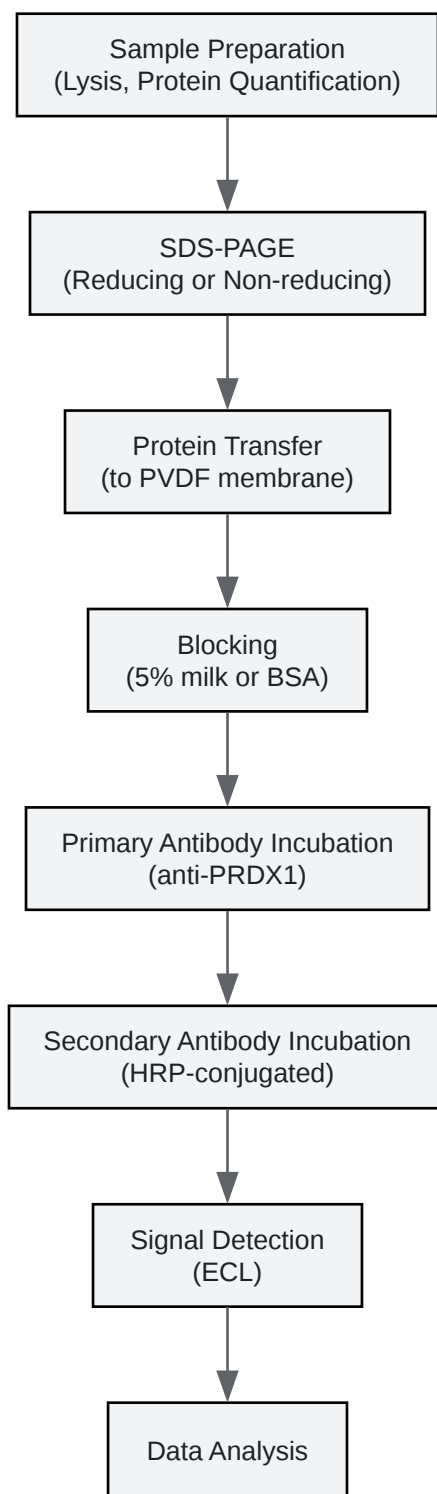 Sample Preparation
(Lysis, Protein Quantification)
SDS-PAGE
(Reducing or Non-reducing)
Protein Transfer
(to PVDF membrane)
Blocking
(5% milk or BSA)
Primary Antibody Incubation
(anti-PRDX1)
Secondary Antibody Incubation
(HRP-conjugated)
Signal Detection
(ECL)
Data Analysis